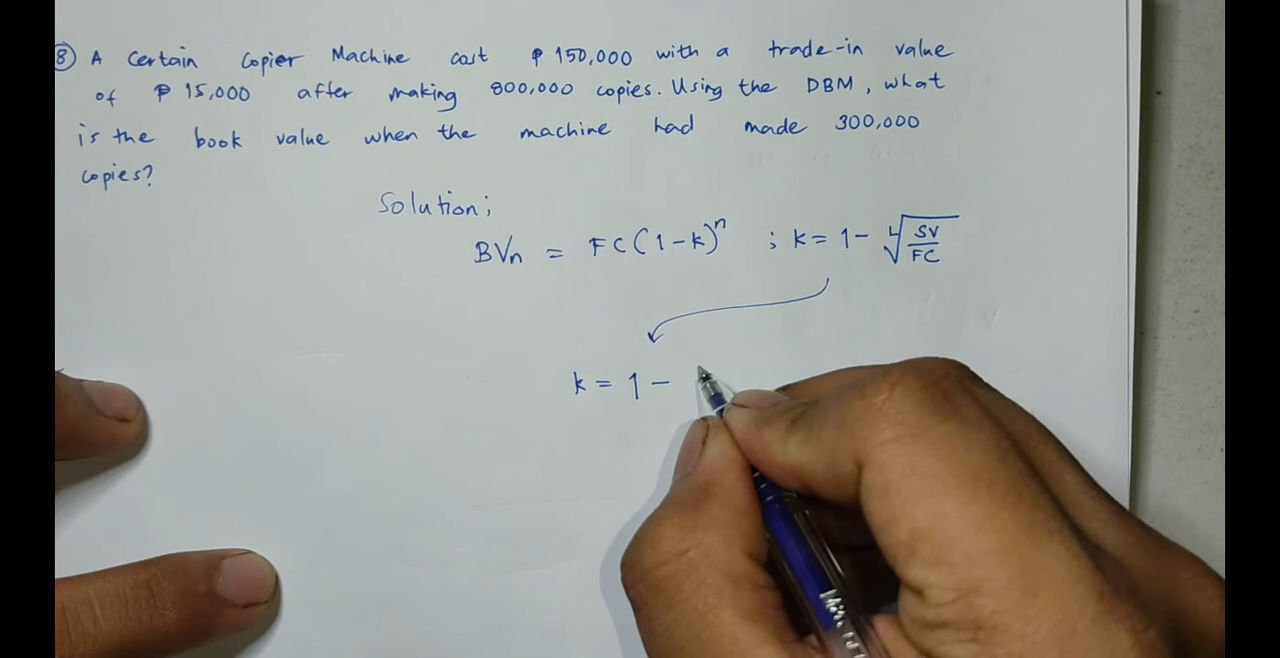 8 A Certain Copier Machine cost ₱ 150,000 with a trade-in value
of ₱ 15,000 after making 800,000 copies. Using the DBM, what
is the book value when the machine had made 300,000
copies?
Solution;
BVn = FC(1-k)^n ; k = 1 - ᴸ√(SV/FC)
k = 1 -